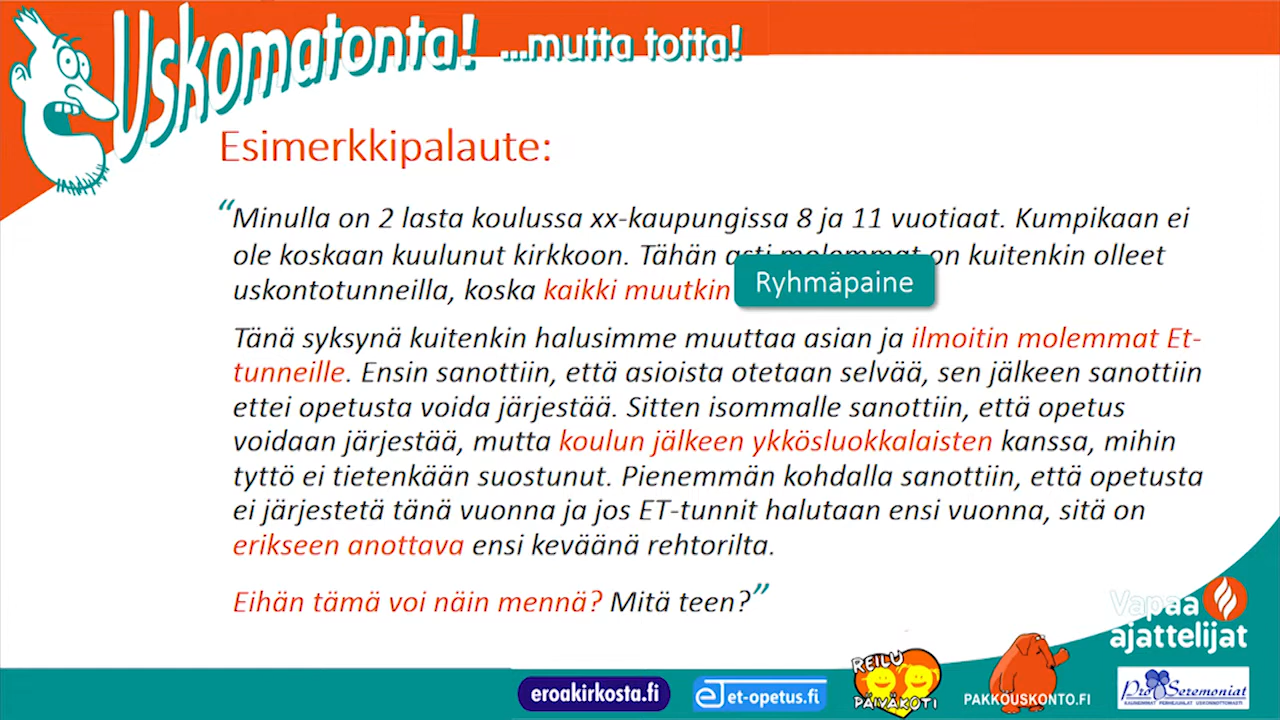 Uskomatonta! ...mutta totta!
Esimerkkipalaute:
“Minulla on 2 lasta koulussa xx-kaupungissa 8 ja 11 vuotiaat. Kumpikaan ei
ole koskaan kuulunut kirkkoon. Tähän asti molemmat on kuitenkin olleet
uskontotunneilla, koska kaikki muutkin
Ryhmäpaine
Tänä syksynä kuitenkin halusimme muuttaa asian ja ilmoitin molemmat Et-
tunneille. Ensin sanottiin, että asioista otetaan selvää, sen jälkeen sanottiin
ettei opetusta voida järjestää. Sitten isommalle sanottiin, että opetus
voidaan järjestää, mutta koulun jälkeen ykkösluokkalaisten kanssa, mihin
tyttö ei tietenkään suostunut. Pienemmän kohdalla sanottiin, että opetusta
ei järjestetä tänä vuonna ja jos ET-tunnit halutaan ensi vuonna, sitä on
erikseen anottava ensi keväänä rehtorilta.
Eihän tämä voi näin mennä? Mitä teen?”
Vapaa
ajattelijat
eroakirkosta.fi
et-opetus.fi
REILU
PÄIVÄKOTI
PAKKOUSKONTO.FI
Pro Seremoniat